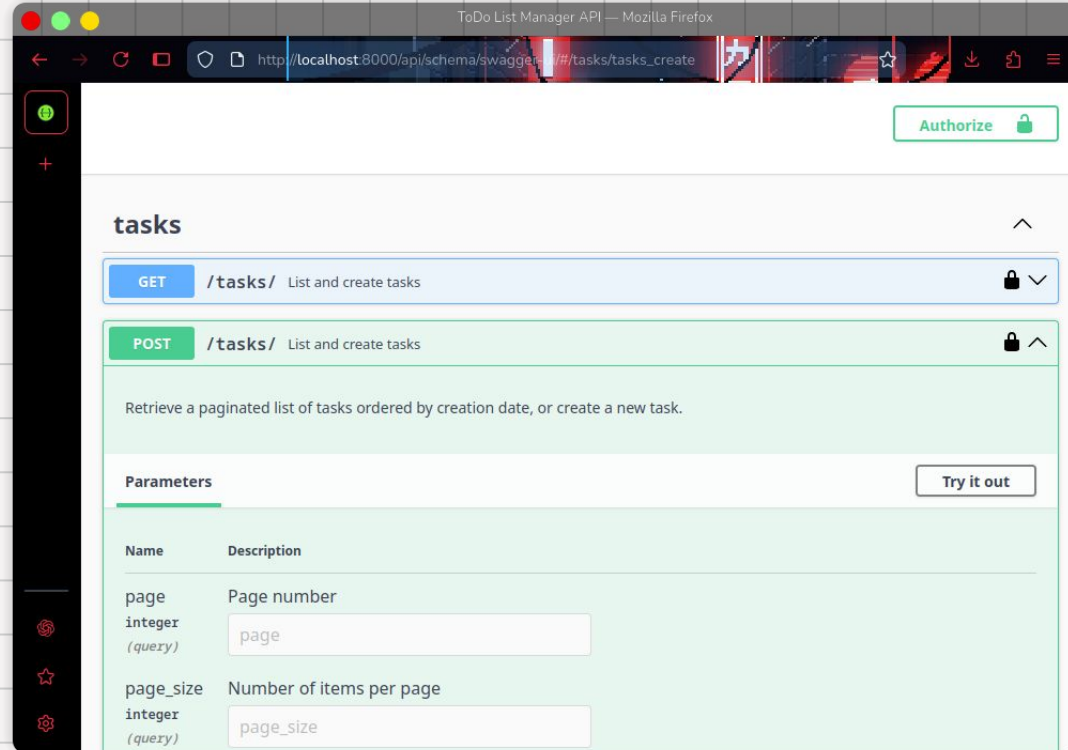 ToDo List Manager API — Mozilla Firefox
http://localhost:8000/api/schema/swagger-ui/#/tasks/tasks_create
カ
Authorize
tasks
GET /tasks/ List and create tasks
POST /tasks/ List and create tasks
Retrieve a paginated list of tasks ordered by creation date, or create a new task.
Parameters
Try it out
Name Description
page Page number
integer
page
(query)
page_size Number of items per page
integer
page_size
(query)